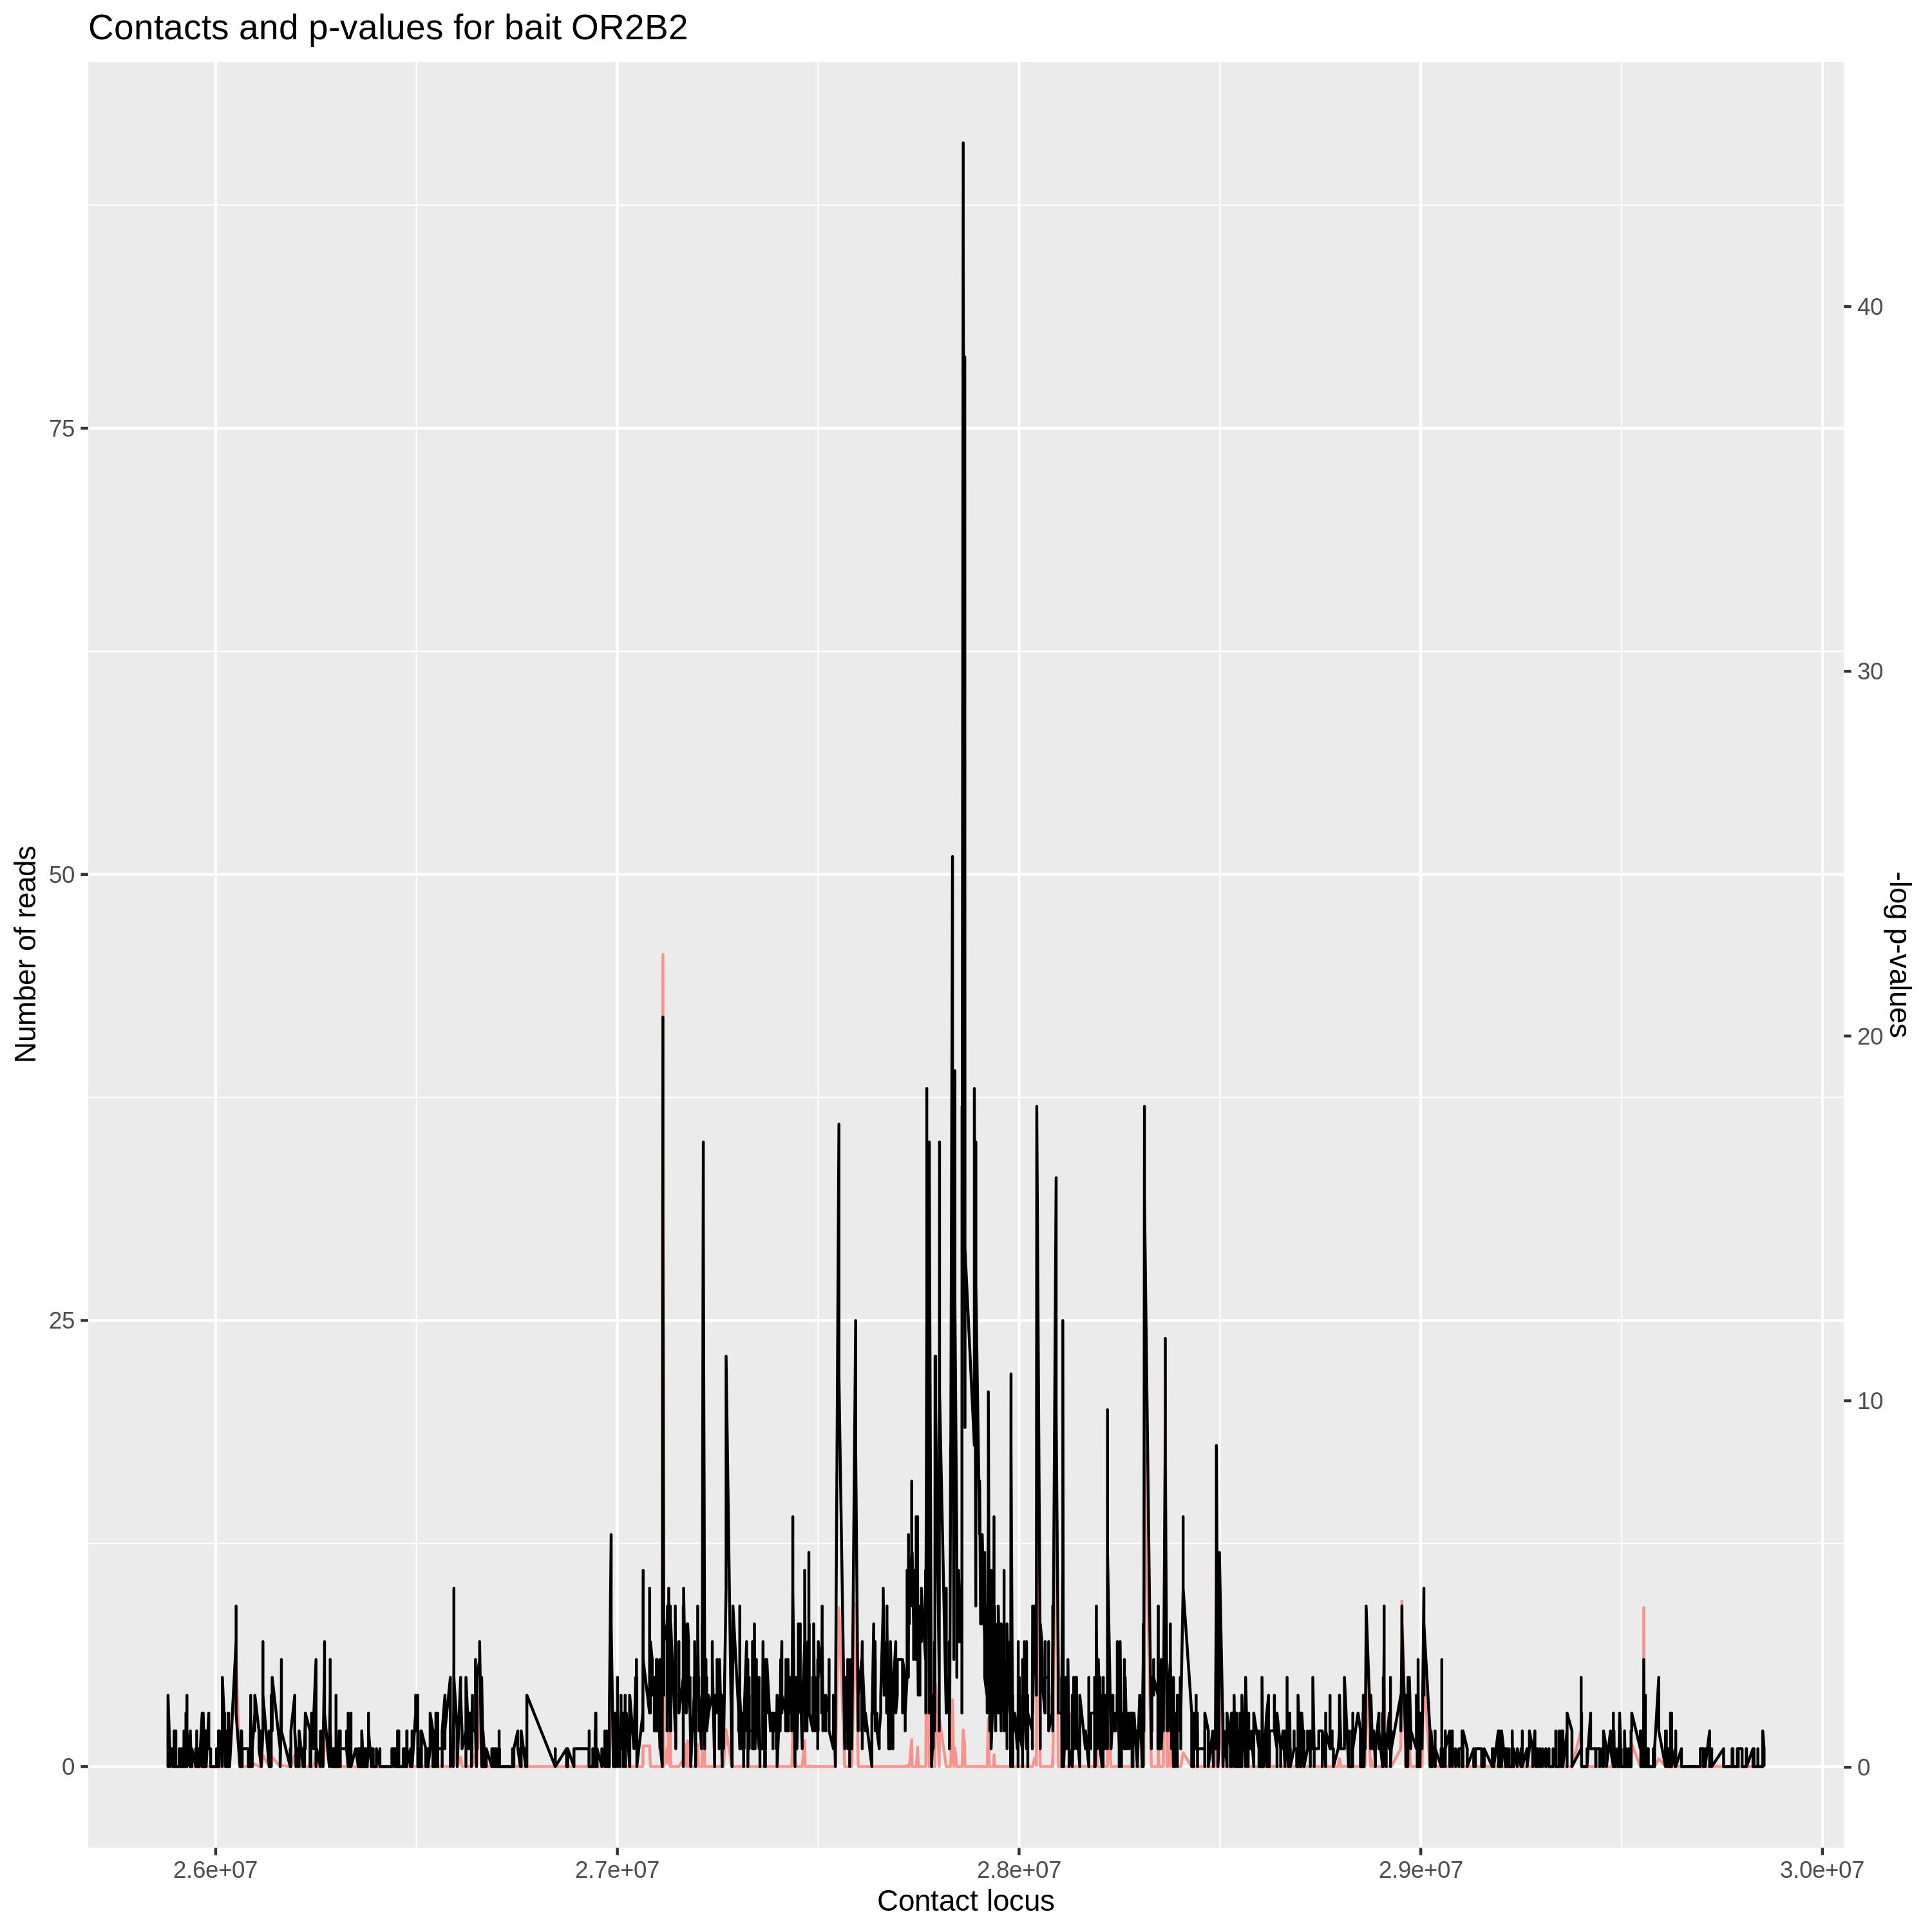 Contacts and p-values for bait OR2B2
75
50
25
0
Number of reads
40
30
20
10
0
-log p-values
2.6e+07
2.7e+07
2.8e+07
2.9e+07
3.0e+07
Contact locus